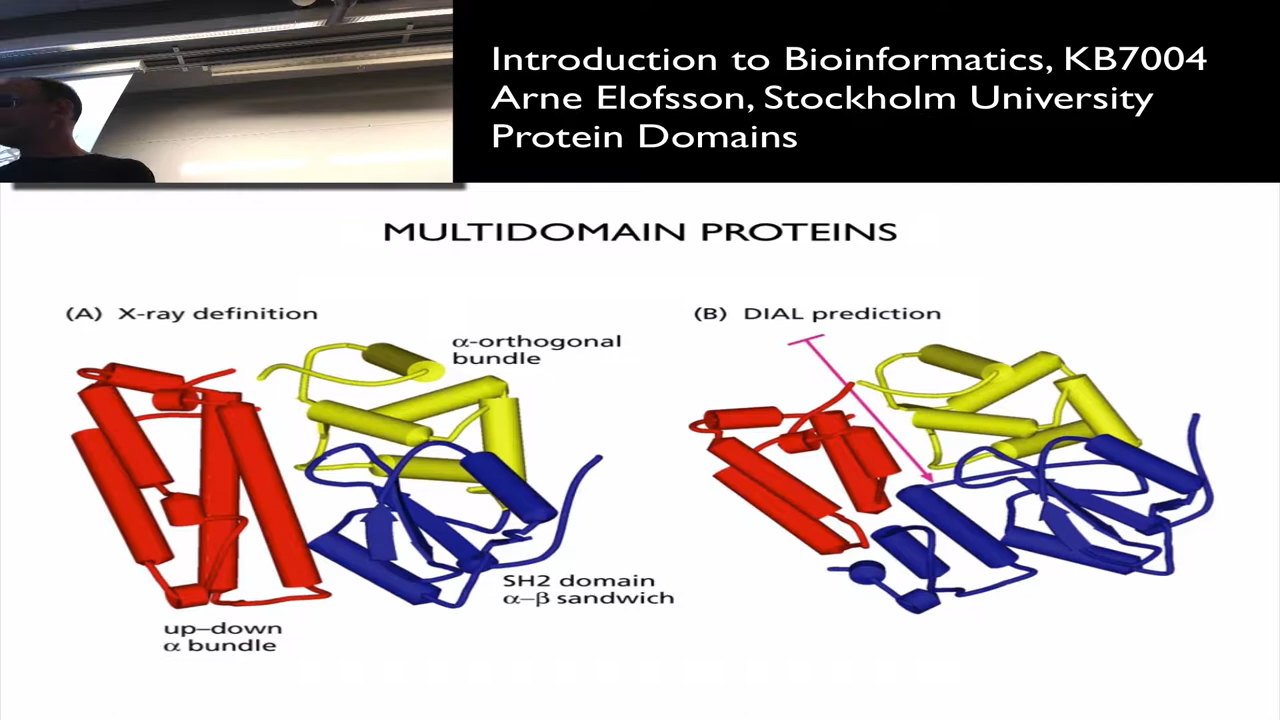 Introduction to Bioinformatics, KB7004
Arne Elofsson, Stockholm University
Protein Domains
MULTIDOMAIN PROTEINS
(A) X-ray definition
α-orthogonal
bundle
SH2 domain
α–β sandwich
up–down
α bundle
(B) DIAL prediction